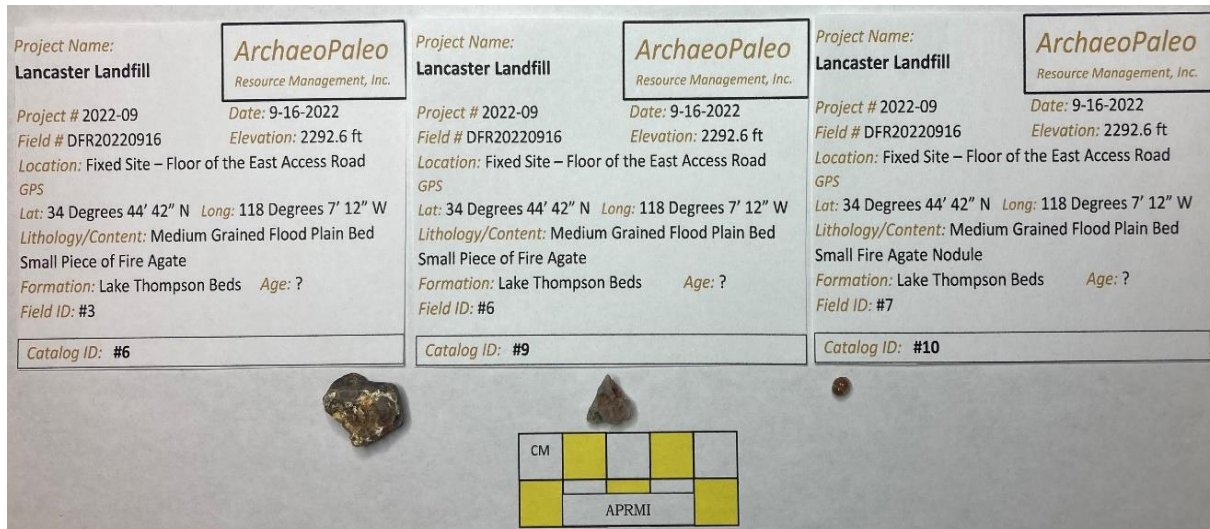 Project Name:
Lancaster Landfill
ArchaeoPaleo
Resource Management, Inc.
Project # 2022-09 Date: 9-16-2022
Field # DFR20220916 Elevation: 2292.6 ft
Location: Fixed Site – Floor of the East Access Road
GPS
Lat: 34 Degrees 44' 42" N Long: 118 Degrees 7' 12" W
Lithology/Content: Medium Grained Flood Plain Bed
Small Piece of Fire Agate
Formation: Lake Thompson Beds Age: ?
Field ID: #3
Catalog ID: #6
Project Name:
Lancaster Landfill
ArchaeoPaleo
Resource Management, Inc.
Project # 2022-09 Date: 9-16-2022
Field # DFR20220916 Elevation: 2292.6 ft
Location: Fixed Site – Floor of the East Access Road
GPS
Lat: 34 Degrees 44' 42" N Long: 118 Degrees 7' 12" W
Lithology/Content: Medium Grained Flood Plain Bed
Small Piece of Fire Agate
Formation: Lake Thompson Beds Age: ?
Field ID: #6
Catalog ID: #9
Project Name:
Lancaster Landfill
ArchaeoPaleo
Resource Management, Inc.
Project # 2022-09 Date: 9-16-2022
Field # DFR20220916 Elevation: 2292.6 ft
Location: Fixed Site – Floor of the East Access Road
GPS
Lat: 34 Degrees 44' 42" N Long: 118 Degrees 7' 12" W
Lithology/Content: Medium Grained Flood Plain Bed
Small Fire Agate Nodule
Formation: Lake Thompson Beds Age: ?
Field ID: #7
Catalog ID: #10
CM
APRMI